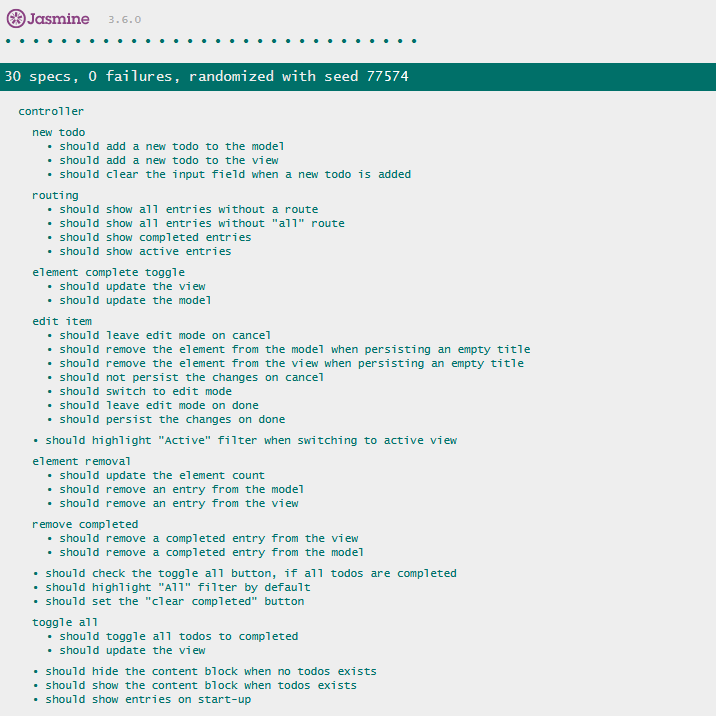 Jasmine 3.6.0
• • • • • • • • • • • • • • • • • • • • • • • • • • • • • •
30 specs, 0 failures, randomized with seed 77574
controller
new todo
• should add a new todo to the model
• should add a new todo to the view
• should clear the input field when a new todo is added
routing
• should show all entries without a route
• should show all entries without "all" route
• should show completed entries
• should show active entries
element complete toggle
• should update the view
• should update the model
edit item
• should leave edit mode on cancel
• should remove the element from the model when persisting an empty title
• should remove the element from the view when persisting an empty title
• should not persist the changes on cancel
• should switch to edit mode
• should leave edit mode on done
• should persist the changes on done
• should highlight "Active" filter when switching to active view
element removal
• should update the element count
• should remove an entry from the model
• should remove an entry from the view
remove completed
• should remove a completed entry from the view
• should remove a completed entry from the model
• should check the toggle all button, if all todos are completed
• should highlight "All" filter by default
• should set the "clear completed" button
toggle all
• should toggle all todos to completed
• should update the view
• should hide the content block when no todos exists
• should show the content block when todos exists
• should show entries on start-up